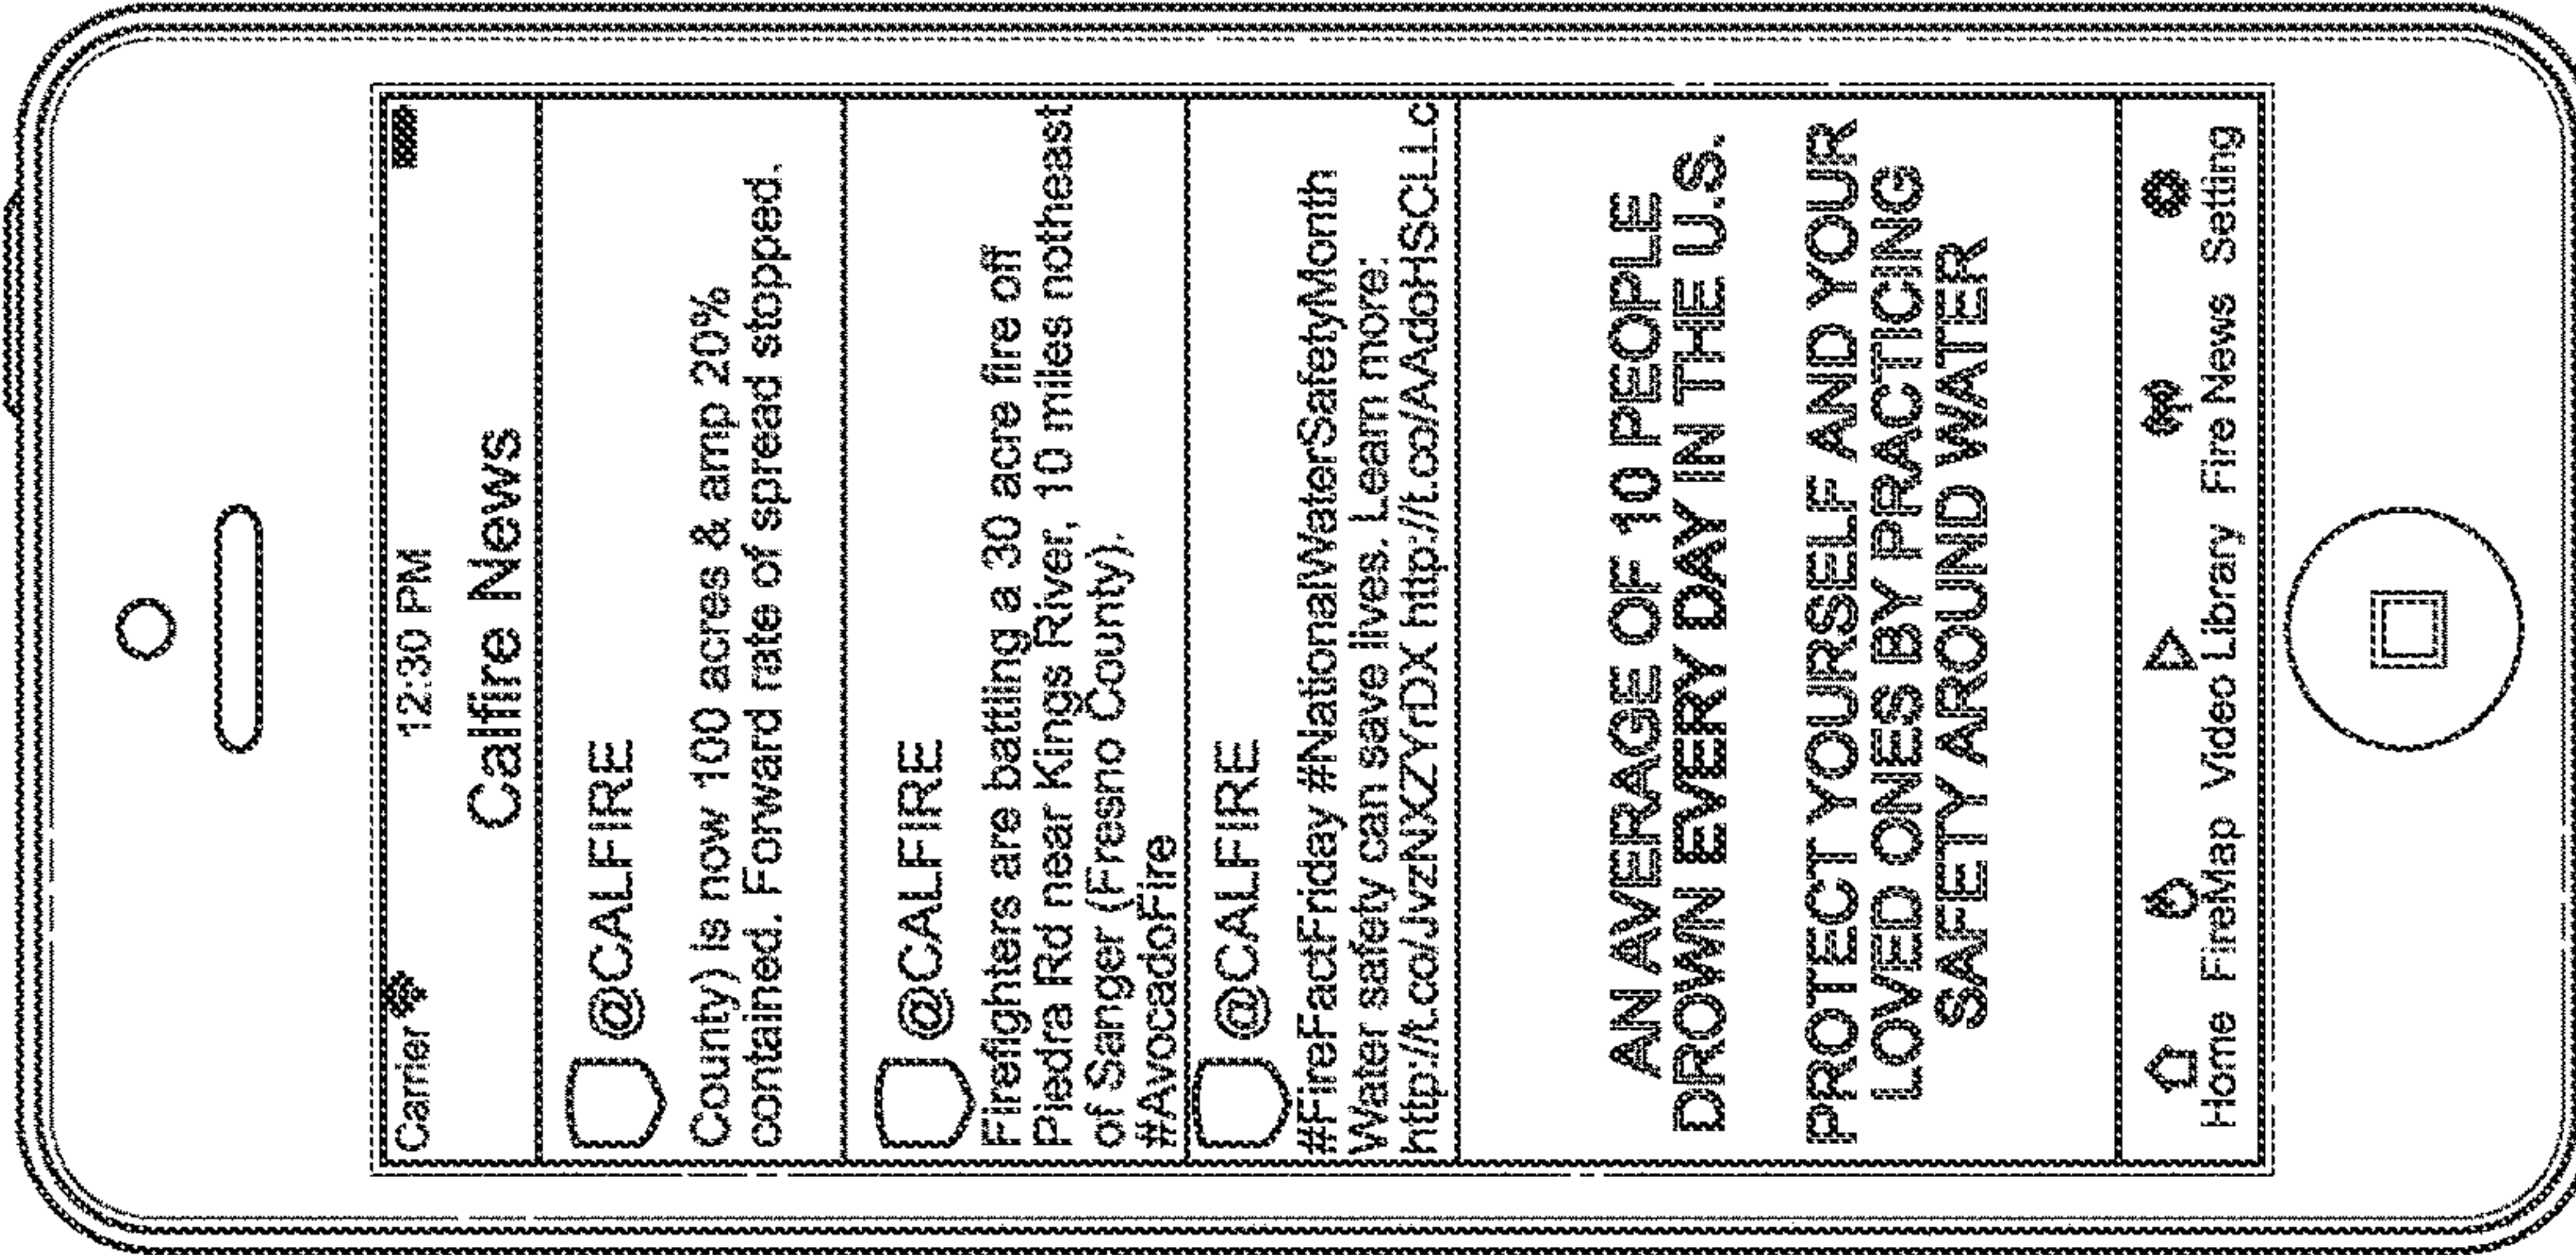 Carrier 12:30 PM
Calfire News
@CALFIRE
County) is now 100 acres & amp 20%
contained. Forward rate of spread stopped.
@CALFIRE
Firefighters are battling a 30 acre fire off
Piedra Rd near Kings River, 10 miles notheast
of Sanger (Fresno County).
#AvocadoFire
@CALFIRE
#FireFactFriday #NationalWaterSafetyMonth
Water safety can save lives. Learn more:
http://t.co/JvzNXZYrDX http://t.co/AAdoHSCLLc
AN AVERAGE OF 10 PEOPLE
DROWN EVERY DAY IN THE U.S.
PROTECT YOURSELF AND YOUR
LOVED ONES BY PRACTICING
SAFETY AROUND WATER
Home FireMap Video Library Fire News Setting